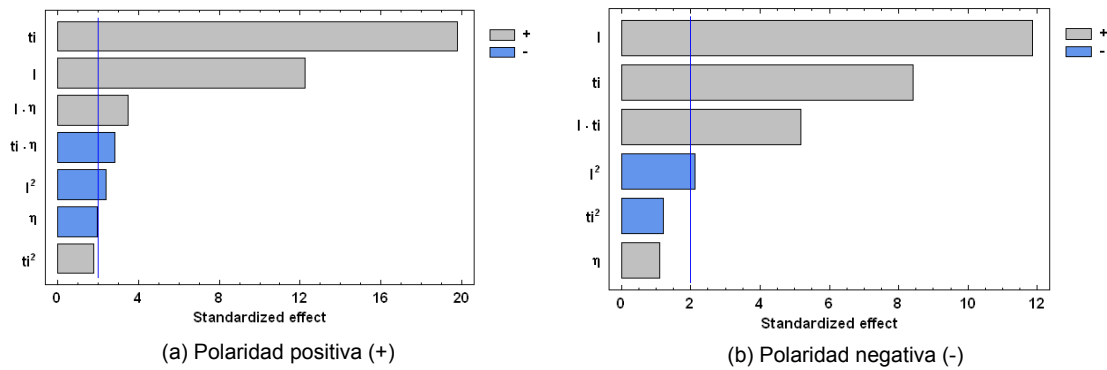 ti
I
I · η
ti · η
I²
η
ti²
0 4 8 12 16 20
Standardized effect
+
-
(a) Polaridad positiva (+)
I
ti
I · ti
I²
ti²
η
0 2 4 6 8 10 12
Standardized effect
+
-
(b) Polaridad negativa (-)